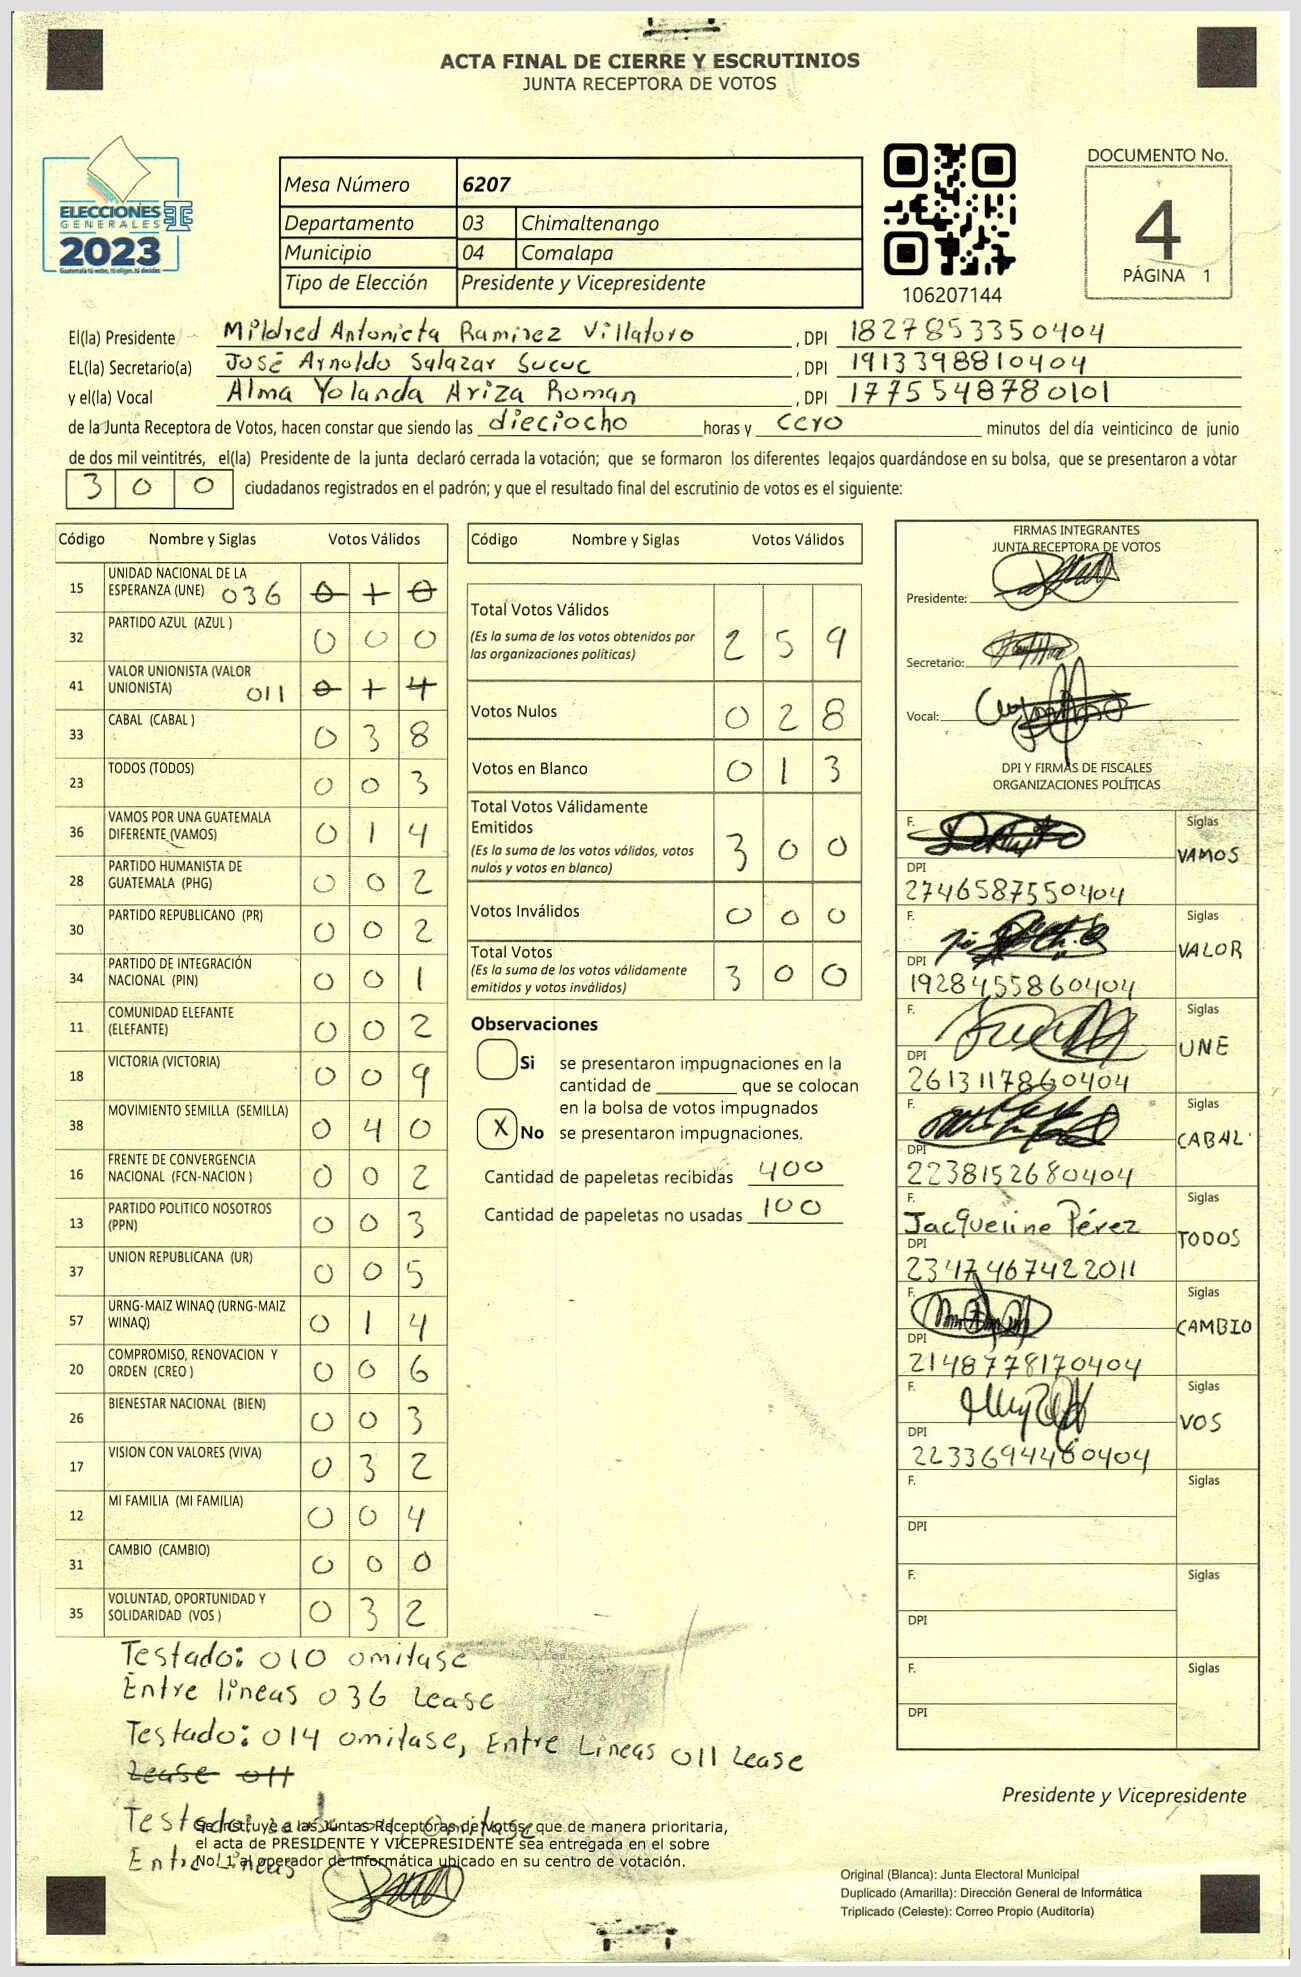 ACTA FINAL DE CIERRE Y ESCRUTINIOS
JUNTA RECEPTORA DE VOTOS
ELECCIONES
GENERALES
2023
Guatemala tú votas, tú eliges, tú decides
Mesa Número 6207
Departamento 03 Chimaltenango
Municipio 04 Comalapa
Tipo de Elección Presidente y Vicepresidente
106207144
DOCUMENTO No.
4
PÁGINA 1
El(la) Presidente Mildred Antonieta Ramirez Villatoro , DPI 1827853350404
EL(la) Secretario(a) José Arnoldo Salazar Sucuc , DPI 1913398810404
y el(la) Vocal Alma Yolanda Ariza Roman , DPI 1775548780101
de la Junta Receptora de Votos, hacen constar que siendo las dieciocho horas y cero minutos del día veinticinco de junio
de dos mil veintitrés, el(la) Presidente de la junta declaró cerrada la votación; que se formaron los diferentes legajos guardándose en su bolsa, que se presentaron a votar
3 0 0 ciudadanos registrados en el padrón; y que el resultado final del escrutinio de votos es el siguiente:
Código Nombre y Siglas Votos Válidos
15 UNIDAD NACIONAL DE LA
ESPERANZA (UNE) 036 0 1 0
32 PARTIDO AZUL (AZUL ) 0 0 0
41 VALOR UNIONISTA (VALOR
UNIONISTA) 011 0 1 4
33 CABAL (CABAL ) 0 3 8
23 TODOS (TODOS) 0 0 3
36 VAMOS POR UNA GUATEMALA
DIFERENTE (VAMOS) 0 1 4
28 PARTIDO HUMANISTA DE
GUATEMALA (PHG) 0 0 2
30 PARTIDO REPUBLICANO (PR) 0 0 2
34 PARTIDO DE INTEGRACIÓN
NACIONAL (PIN) 0 0 1
11 COMUNIDAD ELEFANTE
(ELEFANTE) 0 0 2
18 VICTORIA (VICTORIA) 0 0 9
38 MOVIMIENTO SEMILLA (SEMILLA) 0 4 0
16 FRENTE DE CONVERGENCIA
NACIONAL (FCN-NACION ) 0 0 2
13 PARTIDO POLITICO NOSOTROS
(PPN) 0 0 3
37 UNION REPUBLICANA (UR) 0 0 5
57 URNG-MAIZ WINAQ (URNG-MAIZ
WINAQ) 0 1 4
20 COMPROMISO, RENOVACION Y
ORDEN (CREO ) 0 0 6
26 BIENESTAR NACIONAL (BIEN) 0 0 3
17 VISION CON VALORES (VIVA) 0 3 2
12 MI FAMILIA (MI FAMILIA) 0 0 4
31 CAMBIO (CAMBIO) 0 0 0
35 VOLUNTAD, OPORTUNIDAD Y
SOLIDARIDAD (VOS ) 0 3 2
Código Nombre y Siglas Votos Válidos
Total Votos Válidos
(Es la suma de los votos obtenidos por
las organizaciones políticas) 2 5 9
Votos Nulos 0 2 8
Votos en Blanco 0 1 3
Total Votos Válidamente
Emitidos
(Es la suma de los votos válidos, votos
nulos y votos en blanco) 3 0 0
Votos Inválidos 0 0 0
Total Votos
(Es la suma de los votos válidamente
emitidos y votos inválidos) 3 0 0
Observaciones
Si se presentaron impugnaciones en la
cantidad de que se colocan
en la bolsa de votos impugnados
X No se presentaron impugnaciones.
Cantidad de papeletas recibidas 400
Cantidad de papeletas no usadas 100
FIRMAS INTEGRANTES
JUNTA RECEPTORA DE VOTOS
Presidente:
Secretario:
Vocal:
DPI Y FIRMAS DE FISCALES
ORGANIZACIONES POLÍTICAS
F. Siglas
VAMOS
DPI
2746587550404
F. Siglas
VALOR
DPI
1928455860404
F. Siglas
UNE
DPI
2613117860404
F. Siglas
CABAL
DPI
2238152680404
F. Siglas
Jacqueline Pérez TODOS
DPI
2347467422011
F. Siglas
CAMBIO
DPI
2148778170404
F. Siglas
VOS
DPI
2233694480404
F. Siglas
DPI
F. Siglas
DPI
F. Siglas
DPI
Testado: 010 omitase
Entre líneas 036 Lease
Testado: 014 omitase, Entre Lineas 011 Lease
Lease 011
Testado: Lease 011 Omitase
Entre Lineas
Se instruye a las Juntas Receptoras de Votos, que de manera prioritaria,
el acta de PRESIDENTE Y VICEPRESIDENTE sea entregada en el sobre
No. 1 al operador de informática ubicado en su centro de votación.
Presidente y Vicepresidente
Original (Blanca): Junta Electoral Municipal
Duplicado (Amarilla): Dirección General de Informática
Triplicado (Celeste): Correo Propio (Auditoría)